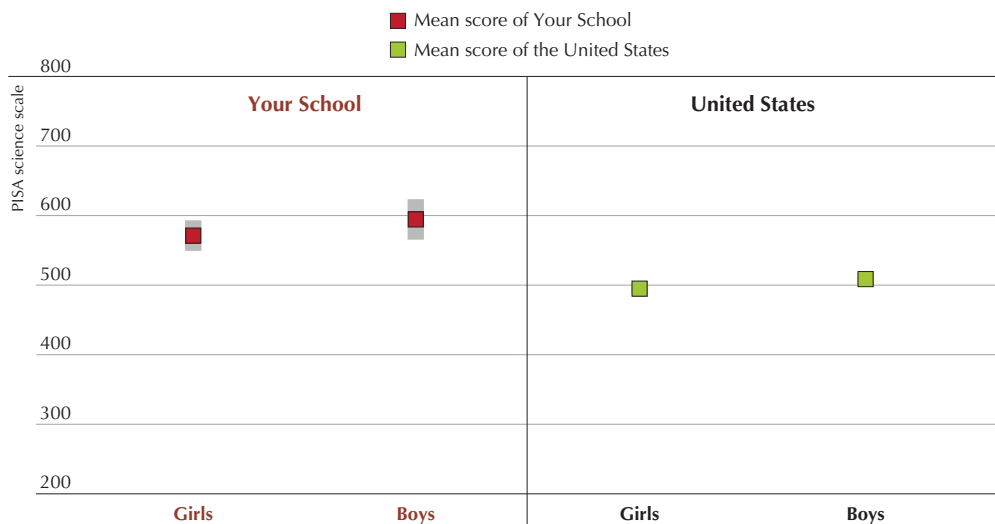 Mean score of Your School
Mean score of the United States
PISA science scale
800
Your School
United States
700
600
500
400
300
200
Girls
Boys
Girls
Boys